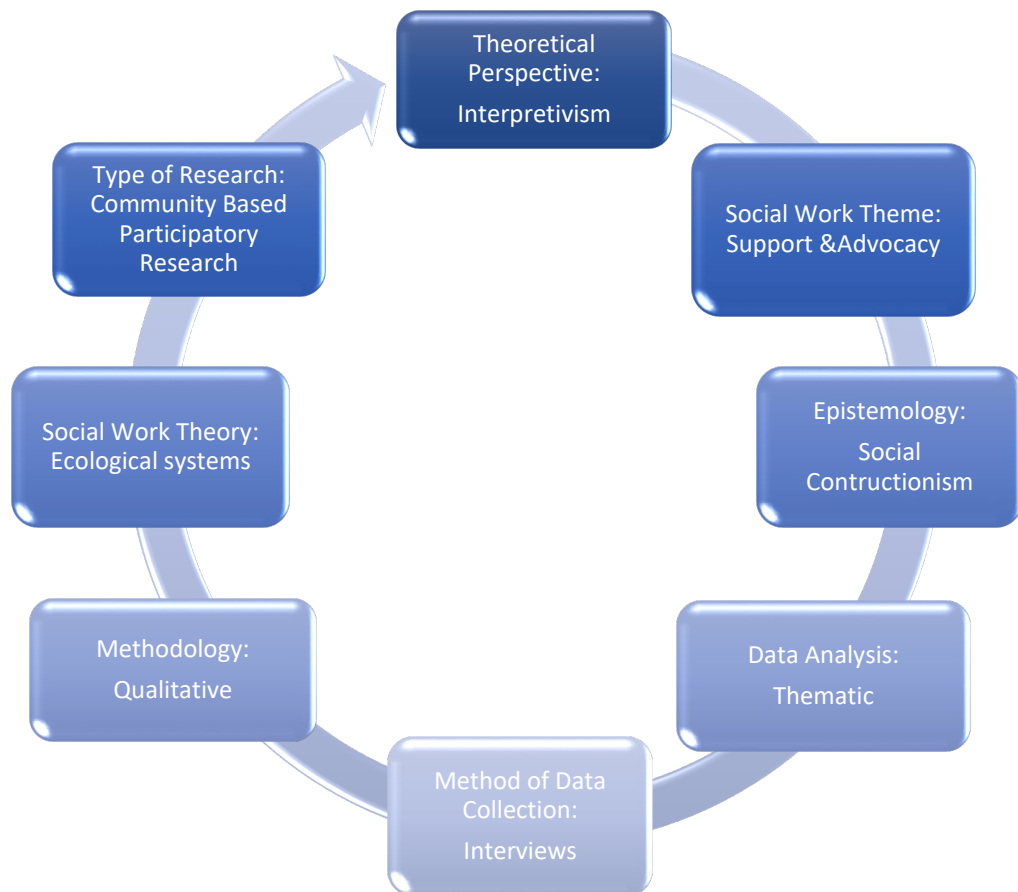 Theoretical
Perspective:
Interpretivism
Social Work Theme:
Support &Advocacy
Epistemology:
Social
Contructionism
Data Analysis:
Thematic
Method of Data
Collection:
Interviews
Methodology:
Qualitative
Social Work Theory:
Ecological systems
Type of Research:
Community Based
Participatory
Research